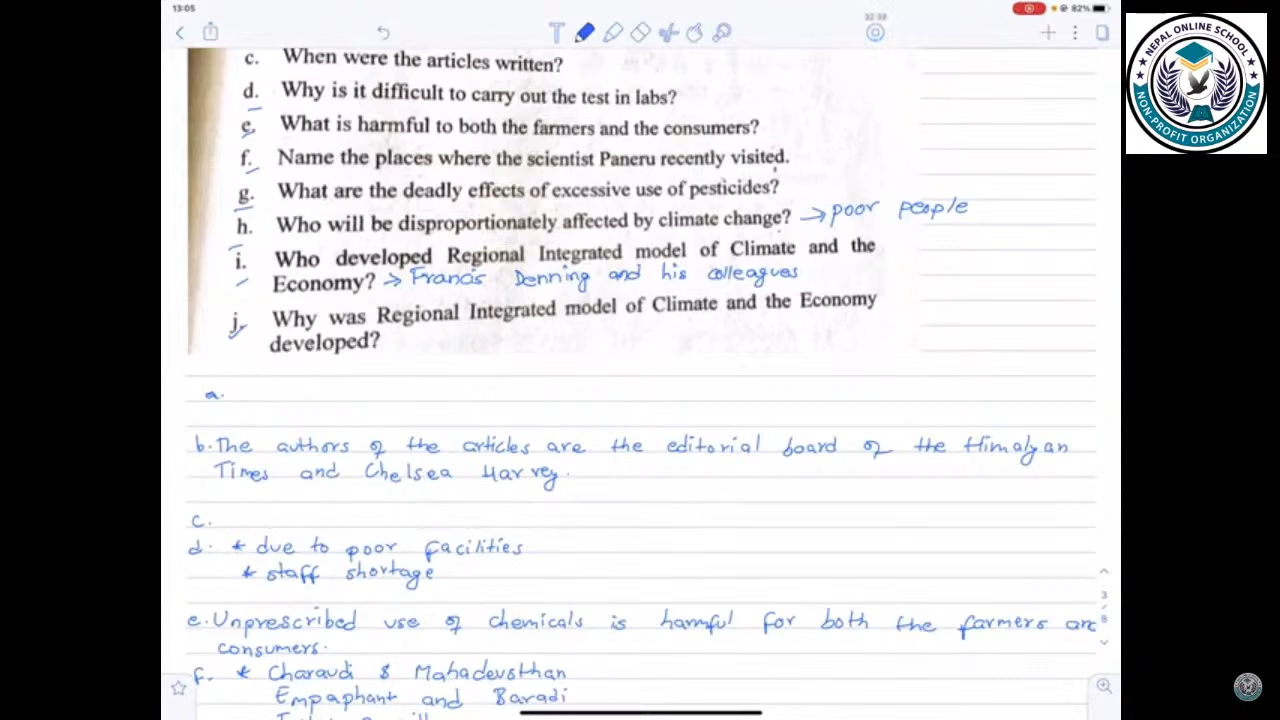 13:05
32:38
82%
NEPAL ONLINE SCHOOL
NON-PROFIT ORGANIZATION
c. When were the articles written?
d. Why is it difficult to carry out the test in labs?
e. What is harmful to both the farmers and the consumers?
f. Name the places where the scientist Paneru recently visited.
g. What are the deadly effects of excessive use of pesticides?
h. Who will be disproportionately affected by climate change? → poor people
i. Who developed Regional Integrated model of Climate and the
Economy? → Francis Denning and his colleagues
j. Why was Regional Integrated model of Climate and the Economy
developed?
a.
b. The authors of the articles are the editorial board of the Himalyan
Times and Chelsea Harvey.
c.
d. * due to poor facilities
* staff shortage
e. Unprescribed use of chemicals is harmful for both the farmers and
consumers.
f. * Charaudi & Mahadevsthan
Empaphant and Baradi
3
/
8